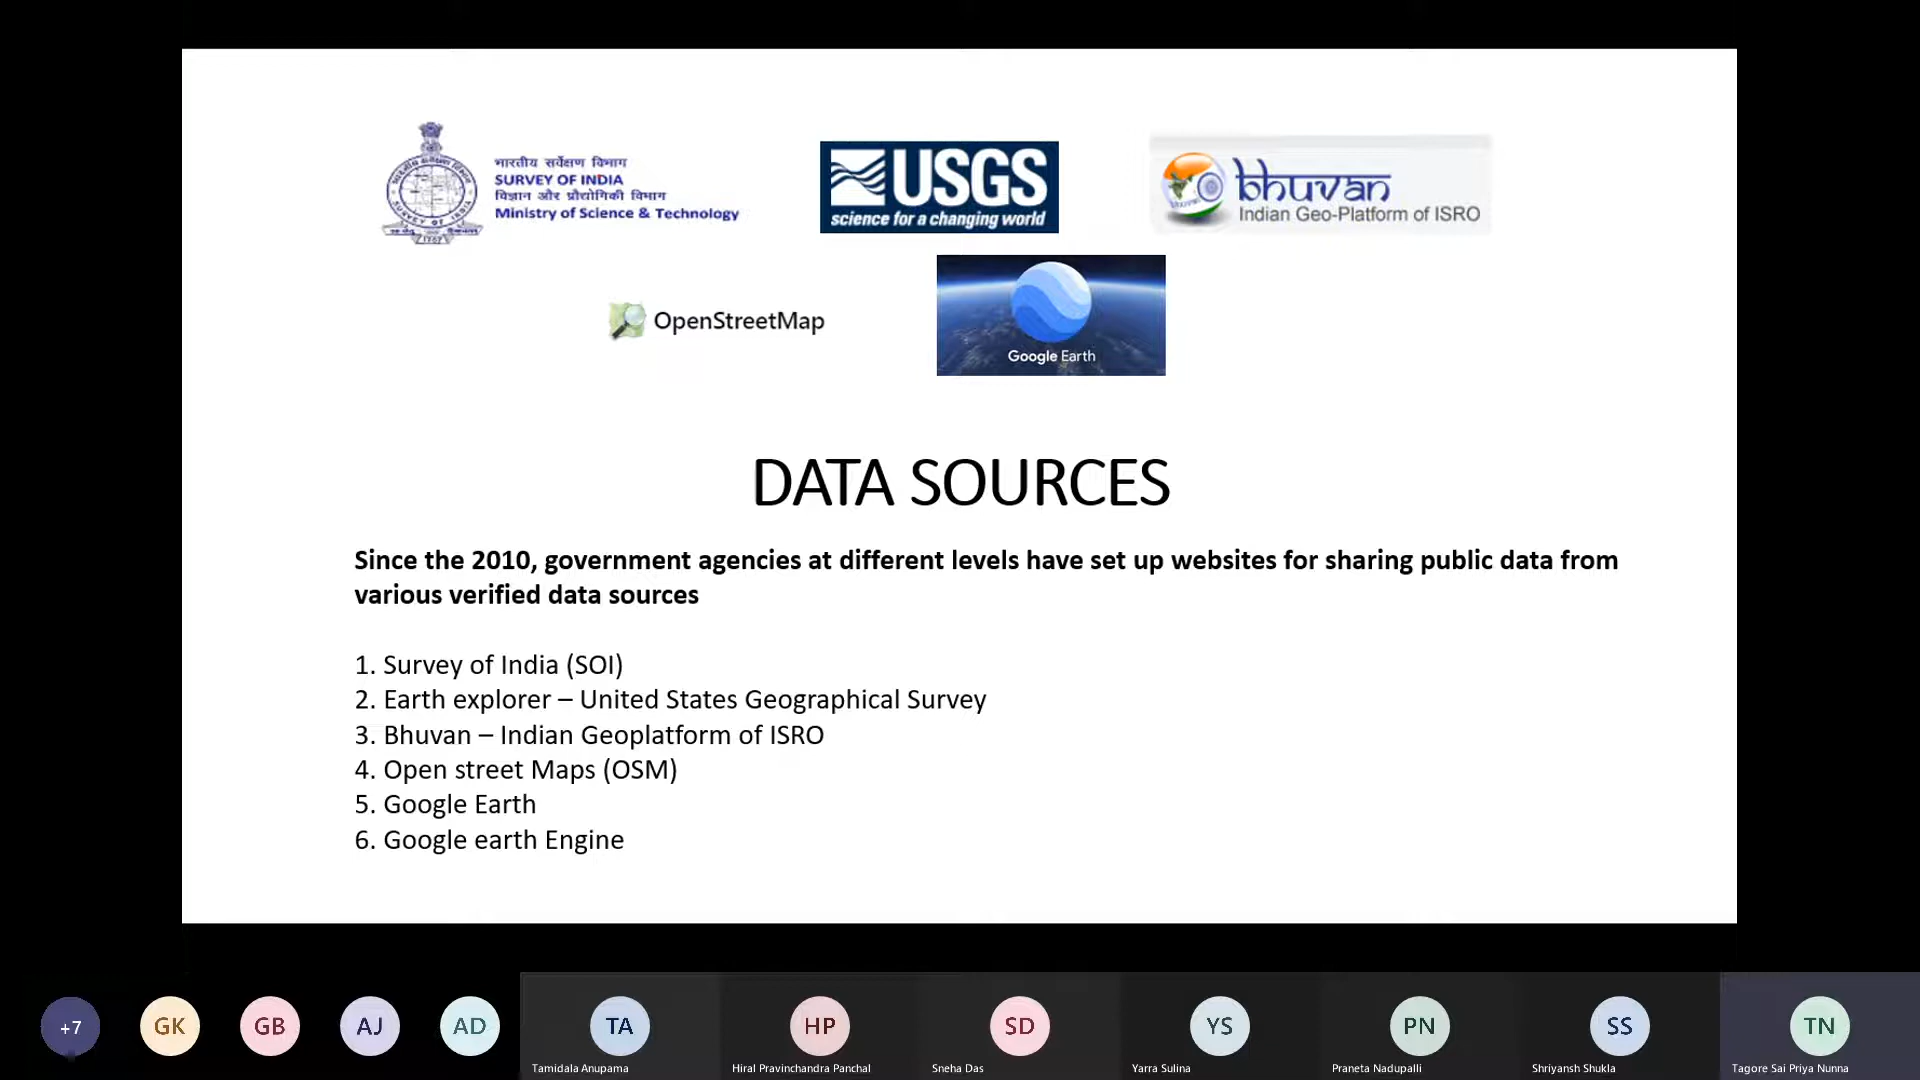 भारतीय सर्वेक्षण विभाग
SURVEY OF INDIA
विज्ञान और प्रौद्योगिकी विभाग
Ministry of Science & Technology
USGS
science for a changing world
bhuvan
Indian Geo-Platform of ISRO
OpenStreetMap
Google Earth
DATA SOURCES
Since the 2010, government agencies at different levels have set up websites for sharing public data from
various verified data sources
1. Survey of India (SOI)
2. Earth explorer – United States Geographical Survey
3. Bhuvan – Indian Geoplatform of ISRO
4. Open street Maps (OSM)
5. Google Earth
6. Google earth Engine
+7
GK
GB
AJ
AD
TA
HP
SD
YS
PN
SS
TN
Tamidala Anupama
Hiral Pravinchandra Panchal
Sneha Das
Yarra Sulina
Praneta Nadupalli
Shriyansh Shukla
Tagore Sai Priya Nunna